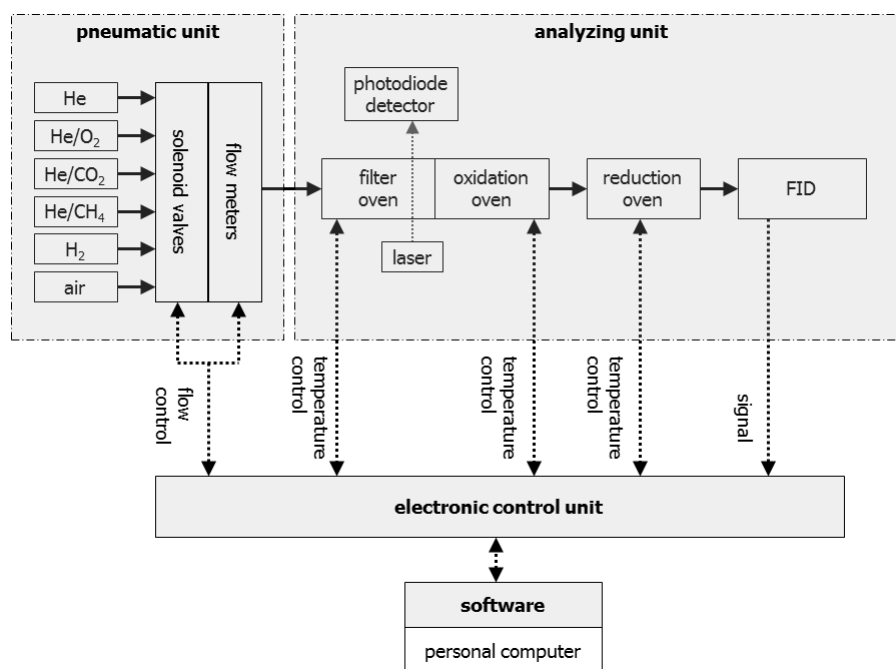 pneumatic unit
analyzing unit
He
He/O₂
He/CO₂
He/CH₄
H₂
air
solenoid valves
flow meters
photodiode
detector
filter
oven
oxidation
oven
reduction
oven
FID
laser
flow
control
temperature
control
temperature
control
temperature
control
signal
electronic control unit
software
personal computer